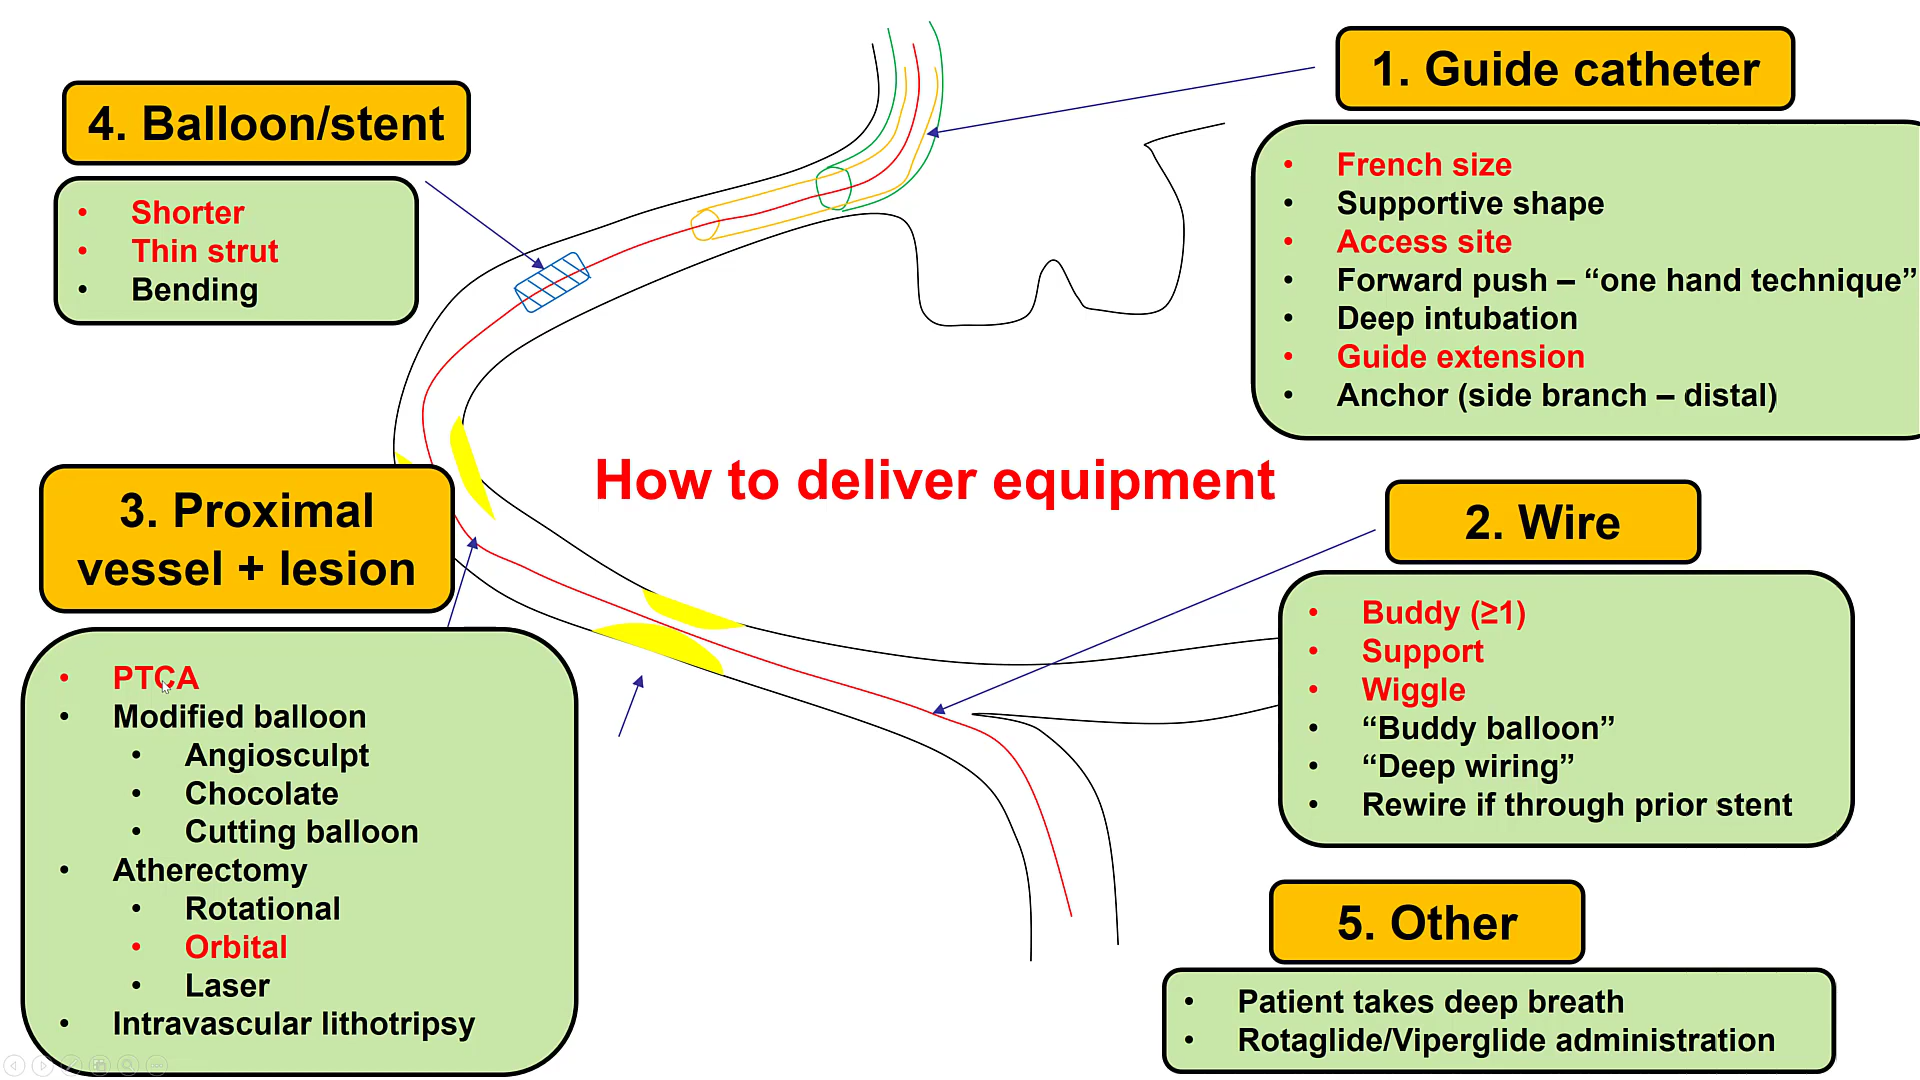 1. Guide catheter
• French size
• Supportive shape
• Access site
• Forward push – “one hand technique”
• Deep intubation
• Guide extension
• Anchor (side branch – distal)
4. Balloon/stent
• Shorter
• Thin strut
• Bending
How to deliver equipment
2. Wire
• Buddy (≥1)
• Support
• Wiggle
• “Buddy balloon”
• “Deep wiring”
• Rewire if through prior stent
3. Proximal
vessel + lesion
• PTCA
• Modified balloon
• Angiosculpt
• Chocolate
• Cutting balloon
• Atherectomy
• Rotational
• Orbital
• Laser
• Intravascular lithotripsy
5. Other
• Patient takes deep breath
• Rotaglide/Viperglide administration